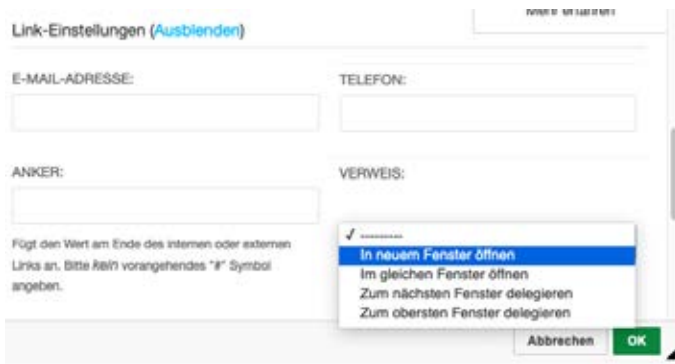 Mehr erfahren
Link-Einstellungen (Ausblenden)
E-MAIL-ADRESSE:
TELEFON:
ANKER:
VERWEIS:
Fügt den Wert am Ende des internen oder externen
Links an. Bitte kein vorangehendes "#" Symbol
angeben.
✓ ----------
In neuem Fenster öffnen
Im gleichen Fenster öffnen
Zum nächsten Fenster delegieren
Zum obersten Fenster delegieren
Abbrechen
OK